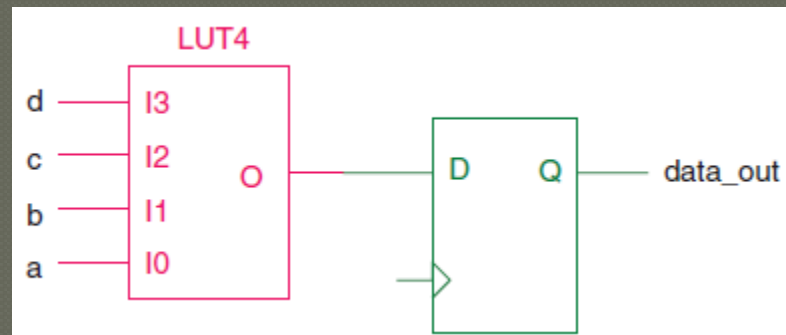 LUT4
d I3
c I2
O D Q data_out
b I1
a I0